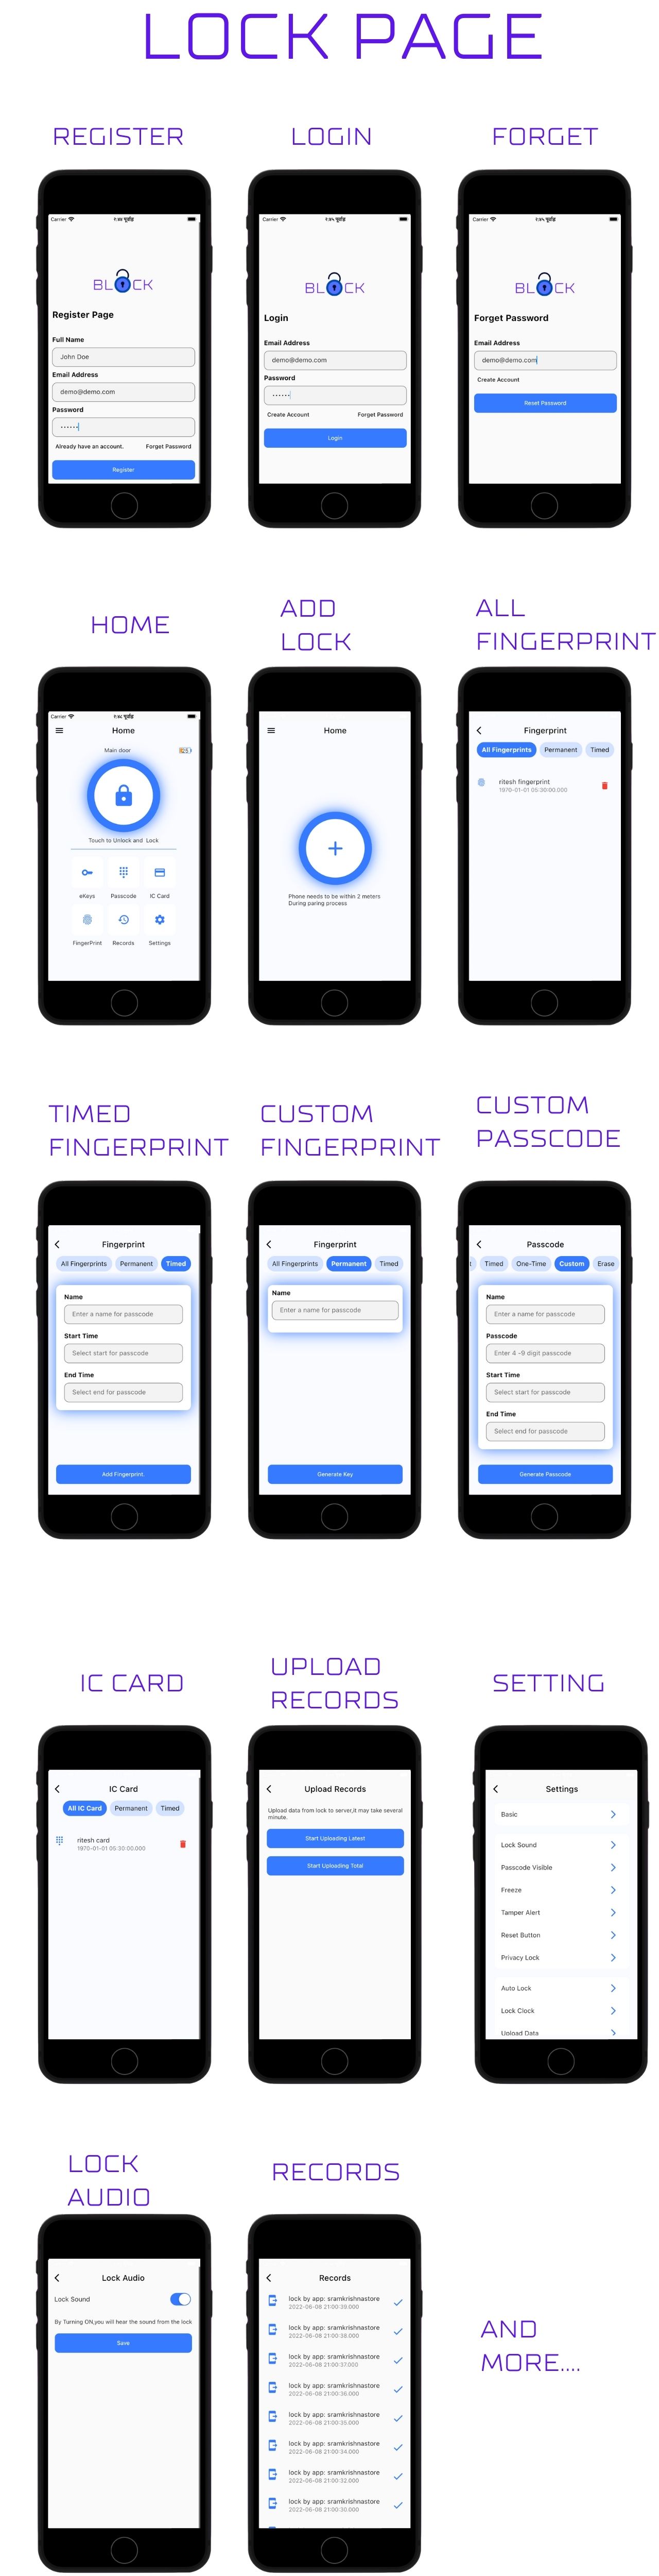 LOCK PAGE
REGISTER
LOGIN
FORGET
Carrier
BLOCK
Register Page
Full Name
John Doe
Email Address
demo@demo.com
Password
Already have an account.
Forget Password
Register
Carrier
BLOCK
Login
Email Address
demo@demo.com
Password
Create Account
Forget Password
Login
Carrier
BLOCK
Forget Password
Email Address
demo@demo.com
Create Account
Reset Password
HOME
ADD
LOCK
ALL
FINGERPRINT
Carrier
Home
Main door
Touch to Unlock and Lock
eKeys
Passcode
IC Card
FingerPrint
Records
Settings
Home
Phone needs to be within 2 meters
During paring process
Fingerprint
All Fingerprints
Permanent
Timed
ritesh fingerprint
1970-01-01 05:30:00.000
TIMED
FINGERPRINT
CUSTOM
FINGERPRINT
CUSTOM
PASSCODE
Fingerprint
All Fingerprints
Permanent
Timed
Name
Enter a name for passcode
Start Time
Select start for passcode
End Time
Select end for passcode
Add Fingerprint
Fingerprint
All Fingerprints
Permanent
Timed
Name
Enter a name for passcode
Generate Key
Passcode
t
Timed
One-Time
Custom
Erase
Name
Enter a name for passcode
Passcode
Enter 4 -9 digit passcode
Start Time
Select start for passcode
End Time
Select end for passcode
Generate Passcode
IC CARD
UPLOAD
RECORDS
SETTING
IC Card
All IC Card
Permanent
Timed
ritesh card
1970-01-01 05:30:00.000
Upload Records
Upload data from lock to server,it may take several
minute.
Start Uploading Latest
Start Uploading Total
Settings
Basic
Lock Sound
Passcode Visible
Freeze
Tamper Alert
Reset Button
Privacy Lock
Auto Lock
Lock Clock
Upload Data
LOCK
AUDIO
RECORDS
Lock Audio
Lock Sound
By Turning ON,you will hear the sound from the lock
Save
Records
lock by app: sramkrishnastore
2022-06-08 21:00:39.000
lock by app: sramkrishnastore
2022-06-08 21:00:38.000
lock by app: sramkrishnastore
2022-06-08 21:00:37.000
lock by app: sramkrishnastore
2022-06-08 21:00:36.000
lock by app: sramkrishnastore
2022-06-08 21:00:35.000
lock by app: sramkrishnastore
2022-06-08 21:00:34.000
lock by app: sramkrishnastore
2022-06-08 21:00:32.000
lock by app: sramkrishnastore
2022-06-08 21:00:30.000
AND
MORE....